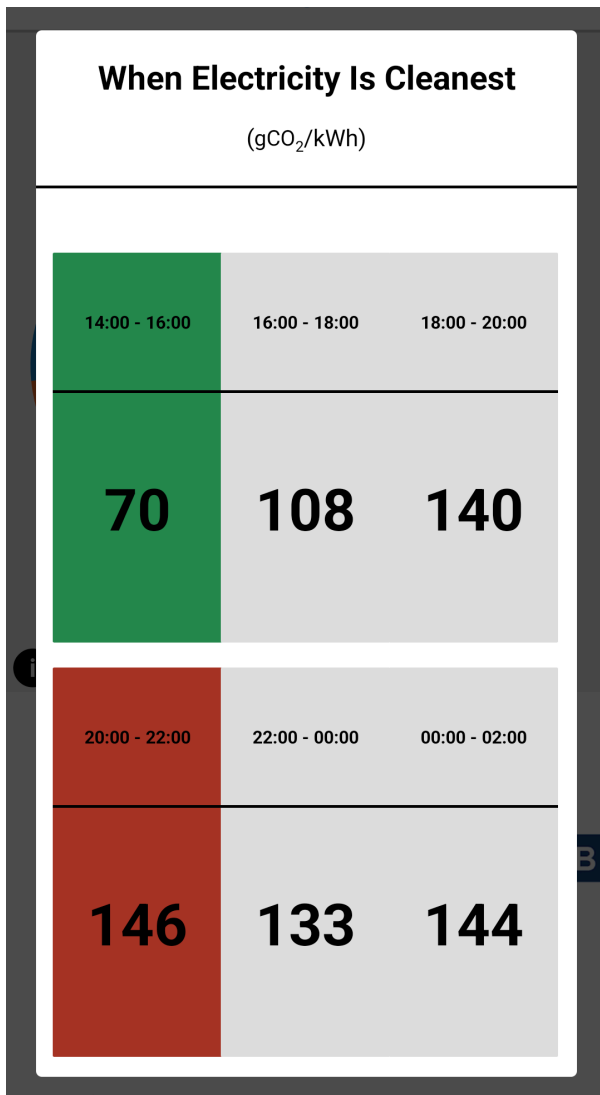 When Electricity Is Cleanest
(gCO₂/kWh)
14:00 - 16:00 16:00 - 18:00 18:00 - 20:00
70 108 140
i
20:00 - 22:00 22:00 - 00:00 00:00 - 02:00
B
146 133 144